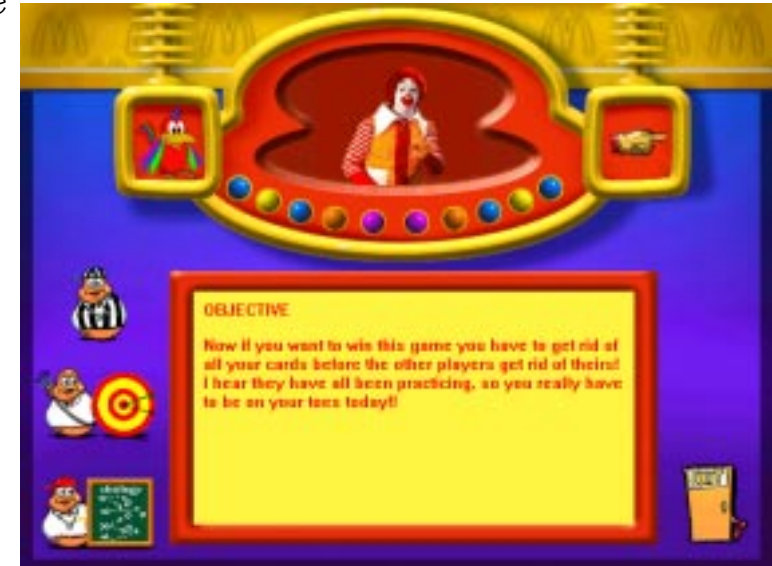 OBJECTIVE
Now if you want to win this game you have to get rid of
all your cards before the other players get rid of theirs!
I hear they have all been practicing, so you really have
to be on your toes today!!
strategy